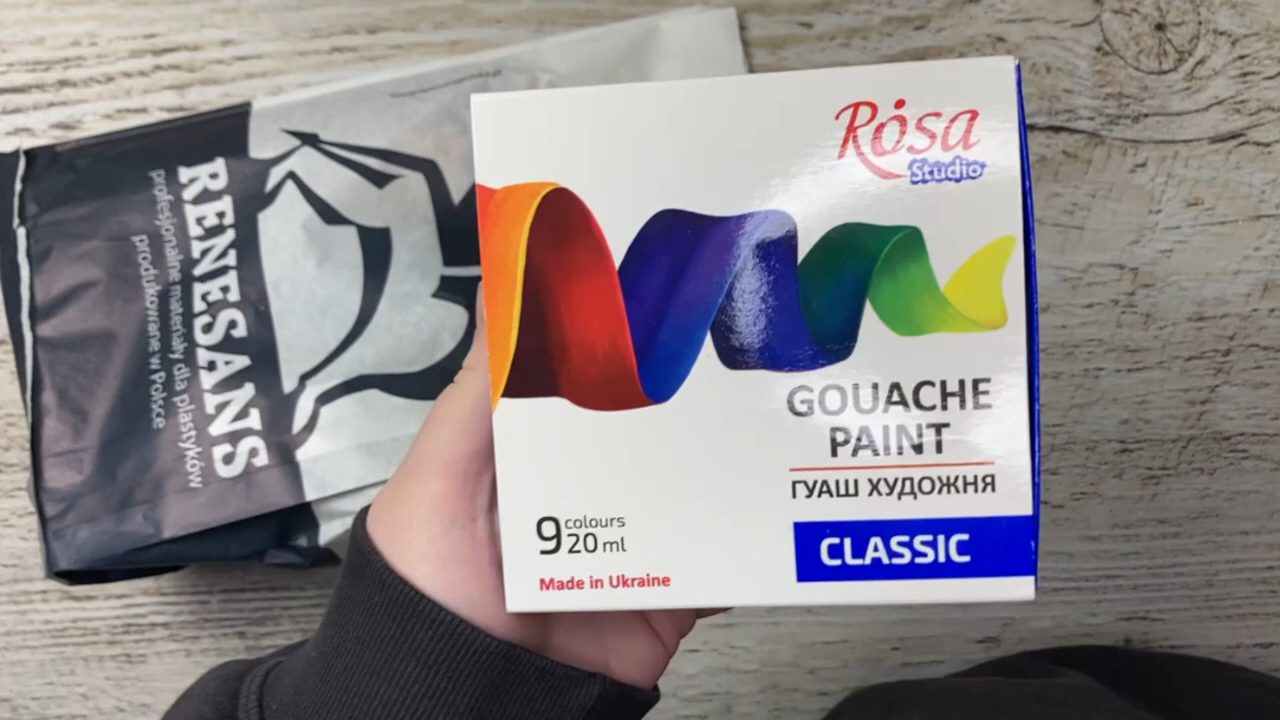 Rósa
Studio
GOUACHE
PAINT
ГУАШ ХУДОЖНЯ
CLASSIC
9 colours
20 ml
Made in Ukraine
RENESANS
profesjonalne materiały dla plastyków
produkowane w Polsce